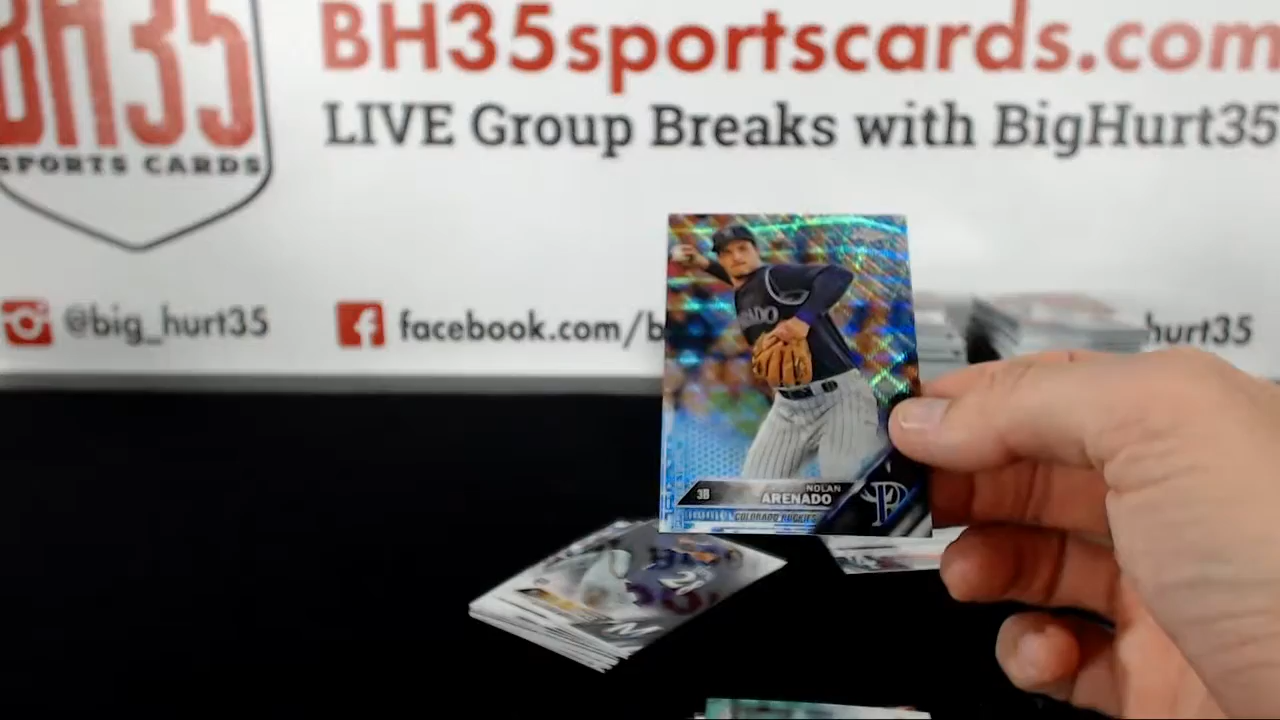 BH35
SPORTS CARDS
BH35sportscards.com
LIVE Group Breaks with BigHurt35
@big_hurt35
facebook.com/b
hurt35
3B
NOLAN
ARENADO
COLORADO ROCKIES